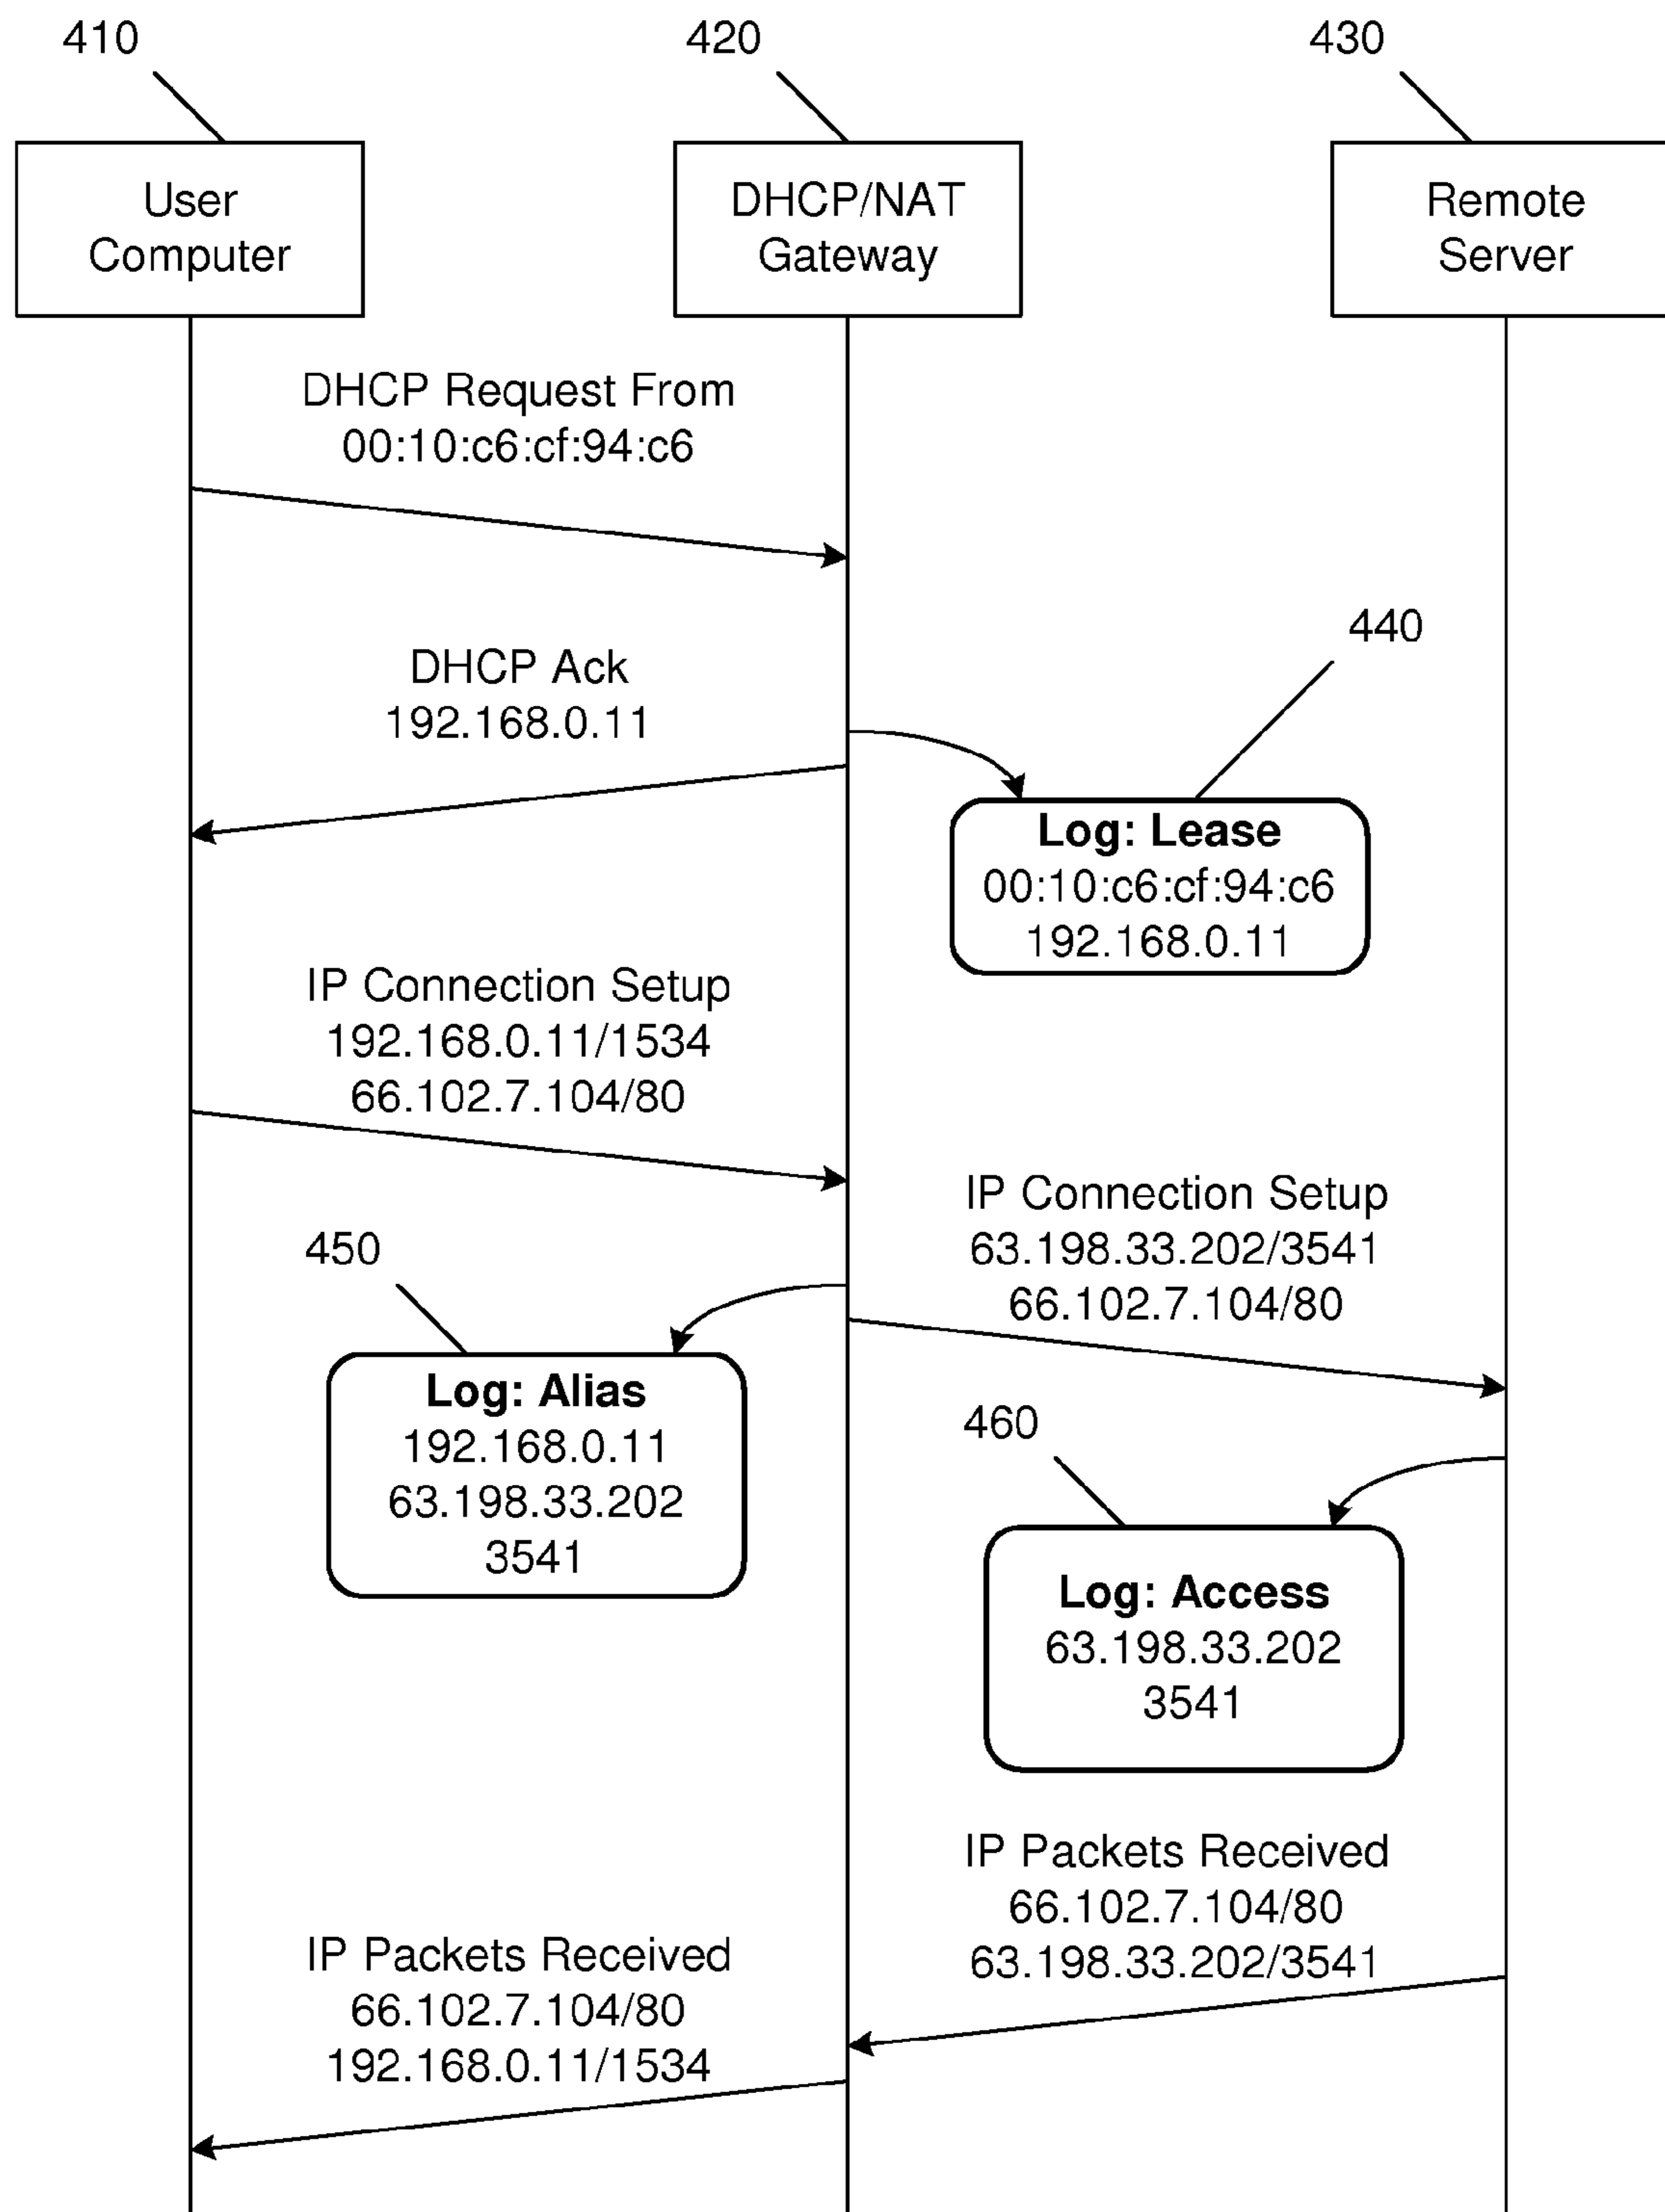 410
420
430
User
Computer
DHCP/NAT
Gateway
Remote
Server
DHCP Request From
00:10:c6:cf:94:c6
440
DHCP Ack
192.168.0.11
Log: Lease
00:10:c6:cf:94:c6
192.168.0.11
IP Connection Setup
192.168.0.11/1534
66.102.7.104/80
IP Connection Setup
63.198.33.202/3541
66.102.7.104/80
450
Log: Alias
192.168.0.11
63.198.33.202
3541
460
Log: Access
63.198.33.202
3541
IP Packets Received
66.102.7.104/80
63.198.33.202/3541
IP Packets Received
66.102.7.104/80
192.168.0.11/1534